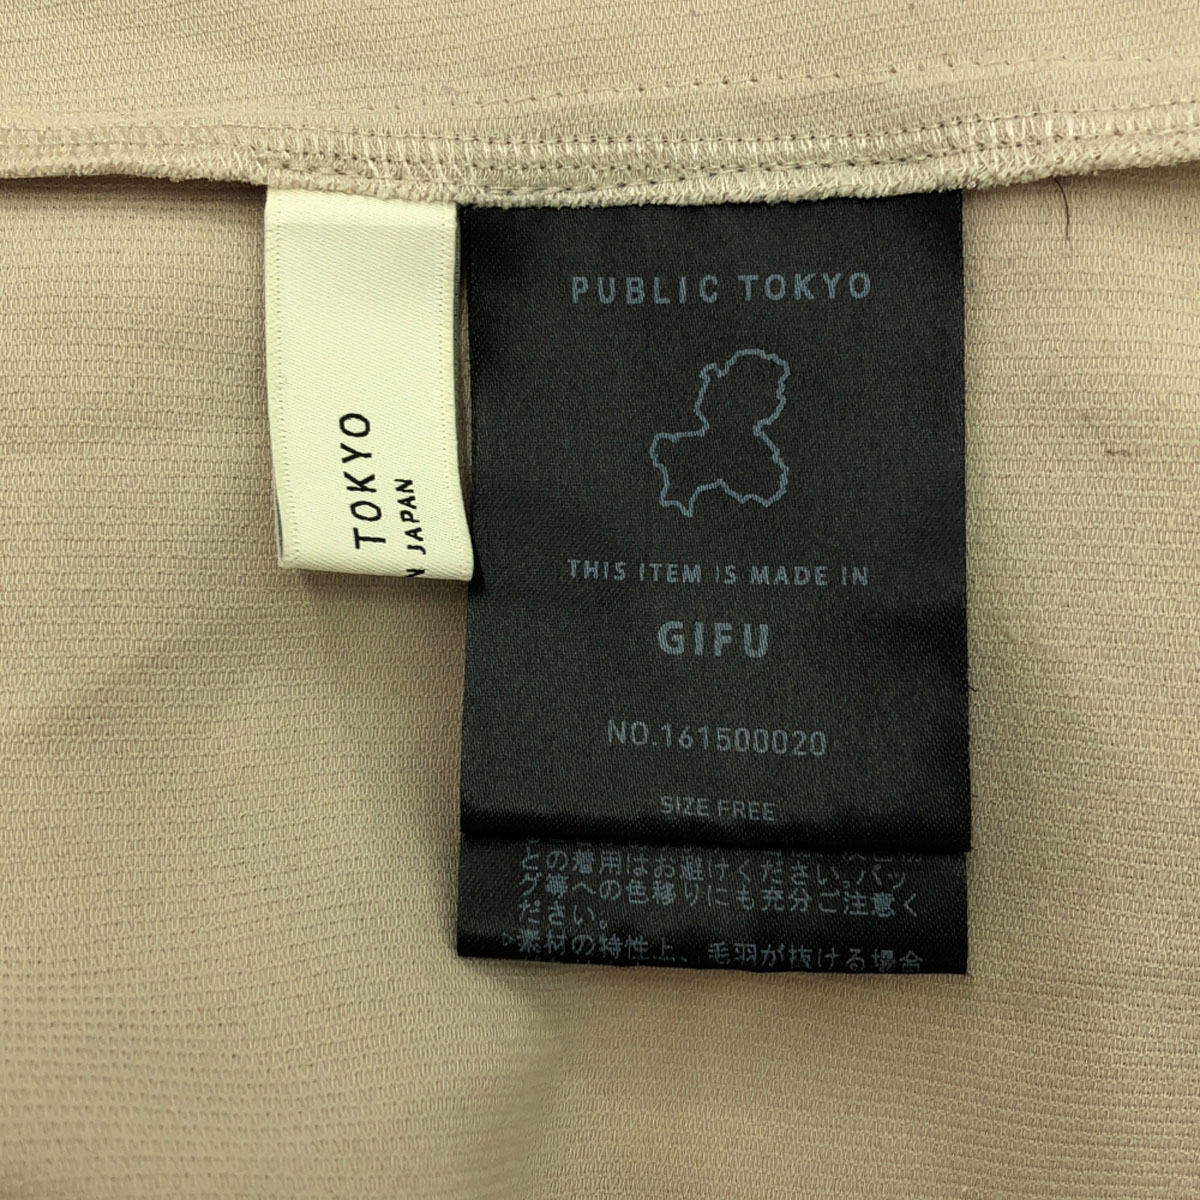 TOKYO
N JAPAN
PUBLIC TOKYO
THIS ITEM IS MADE IN
GIFU
NO.161500020
SIZE FREE
どの着用はお避けください。バッ
グ等への色移りにも充分ご注意く
ださい。
▷素材の特性上、毛羽が抜ける場合